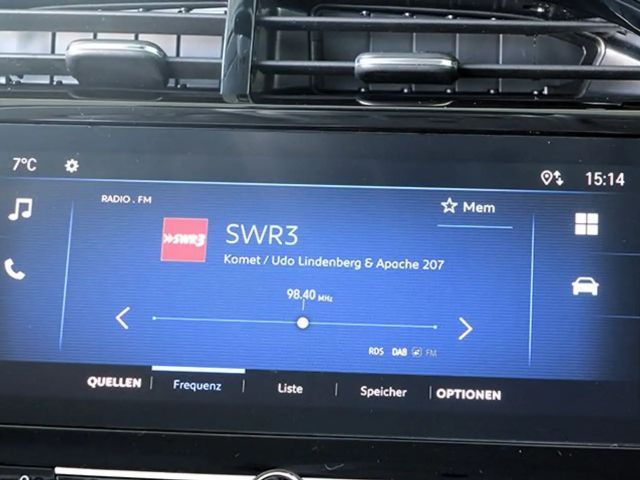 7°C
15:14
RADIO . FM
Mem
»SWR3
SWR3
Komet / Udo Lindenberg & Apache 207
98.40 MHz
RDS DAB FM
QUELLEN Frequenz Liste Speicher OPTIONEN